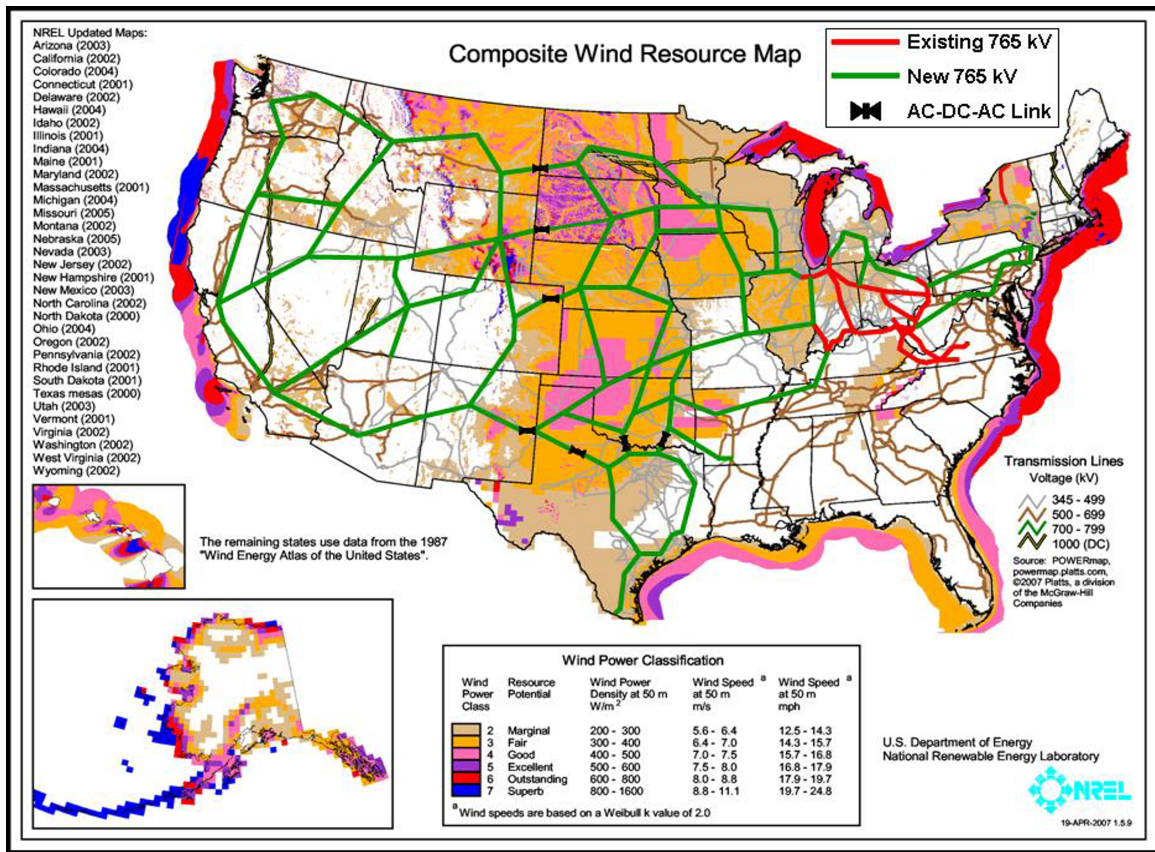 NREL Updated Maps:
Arizona (2003)
California (2002)
Colorado (2004)
Connecticut (2001)
Delaware (2002)
Hawaii (2004)
Idaho (2002)
Illinois (2001)
Indiana (2004)
Maine (2001)
Maryland (2002)
Massachusetts (2001)
Michigan (2004)
Missouri (2005)
Montana (2002)
Nebraska (2005)
Nevada (2003)
New Jersey (2002)
New Hampshire (2001)
New Mexico (2003)
North Carolina (2002)
North Dakota (2000)
Ohio (2004)
Oregon (2002)
Pennsylvania (2002)
Rhode Island (2001)
South Dakota (2001)
Texas mesas (2000)
Utah (2003)
Vermont (2001)
Virginia (2002)
Washington (2002)
West Virginia (2002)
Wyoming (2002)
Composite Wind Resource Map
Existing 765 kV
New 765 kV
AC-DC-AC Link
The remaining states use data from the 1987
"Wind Energy Atlas of the United States".
Transmission Lines
Voltage (kV)
345 - 499
500 - 699
700 - 799
1000 (DC)
Source: POWERmap,
powermap.platts.com,
©2007 Platts, a division
of the McGraw-Hill
Companies
Wind Power Classification
Wind Power Class Resource Potential Wind Power Density at 50 m W/m2 Wind Speed a at 50 m m/s Wind Speed a at 50 m mph
2 Marginal 200 - 300 5.6 - 6.4 12.5 - 14.3
3 Fair 300 - 400 6.4 - 7.0 14.3 - 15.7
4 Good 400 - 500 7.0 - 7.5 15.7 - 16.8
5 Excellent 500 - 600 7.5 - 8.0 16.8 - 17.9
6 Outstanding 600 - 800 8.0 - 8.8 17.9 - 19.7
7 Superb 800 - 1600 8.8 - 11.1 19.7 - 24.8
a Wind speeds are based on a Weibull k value of 2.0
U.S. Department of Energy
National Renewable Energy Laboratory
NREL
19-APR-2007 1.5.9